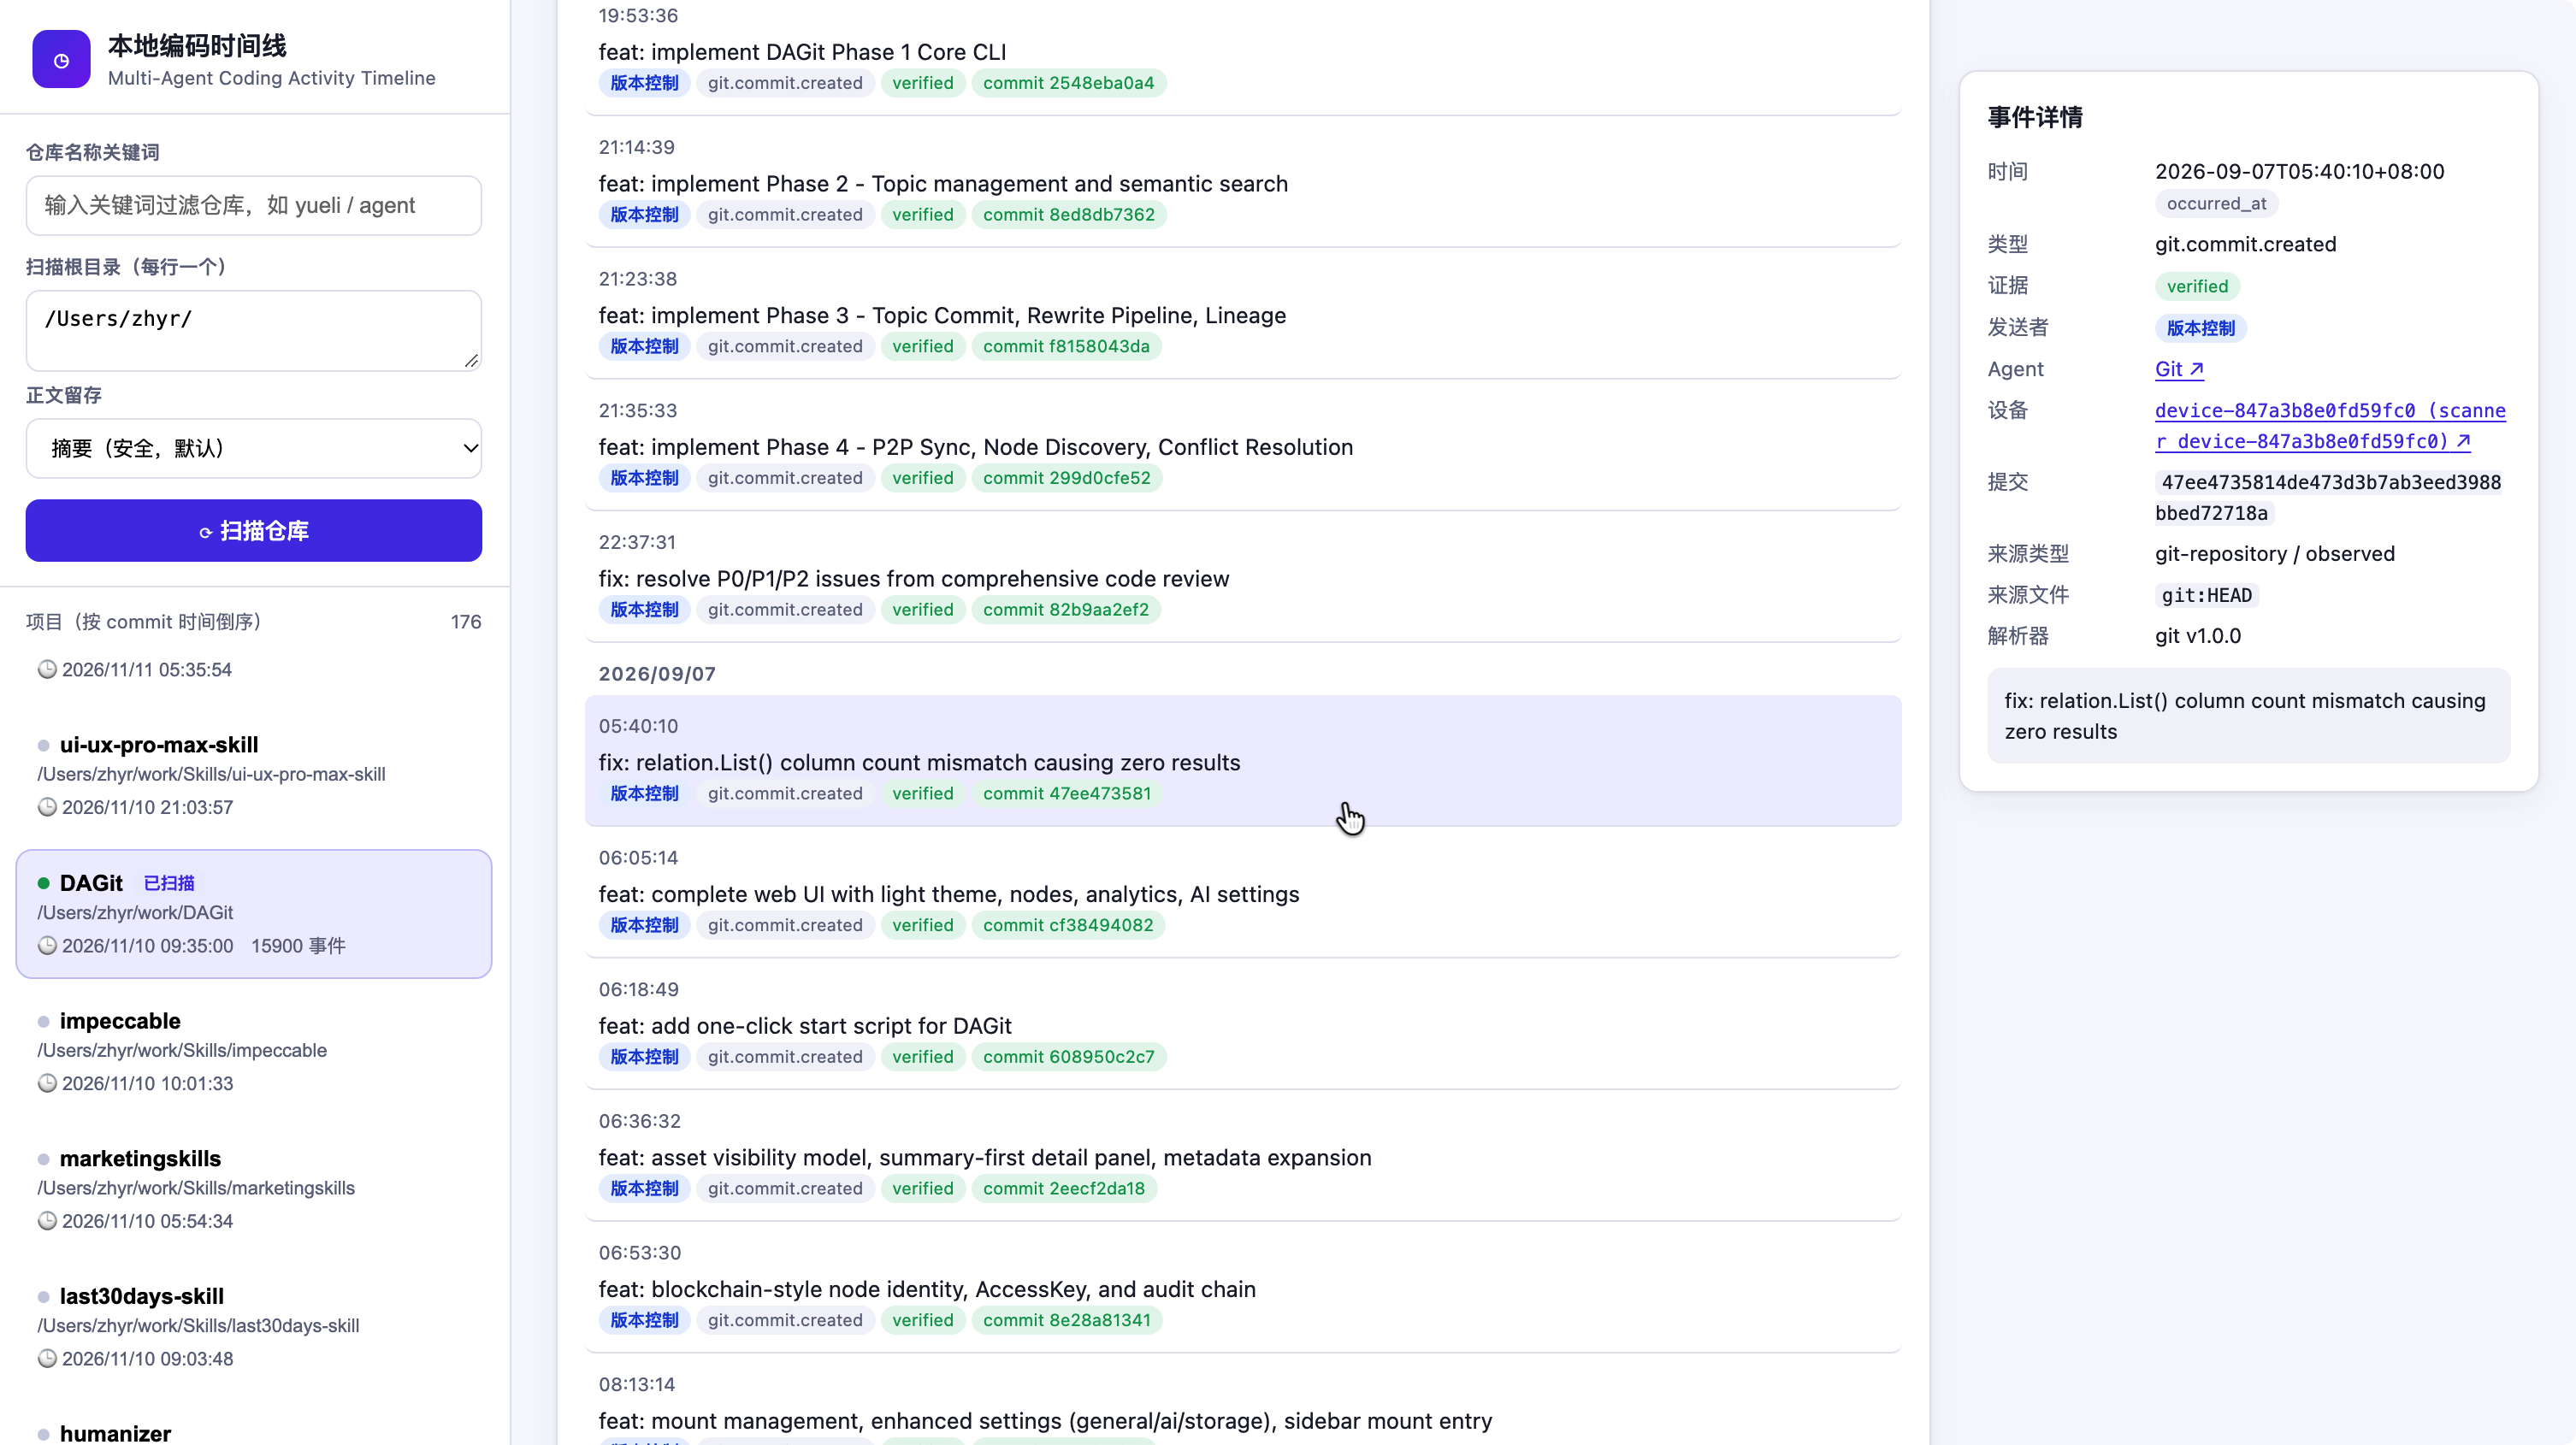 本地编码时间线
Multi-Agent Coding Activity Timeline
仓库名称关键词
输入关键词过滤仓库，如 yueli / agent
扫描根目录（每行一个）
/Users/zhyr/
正文留存
摘要（安全，默认）
⟳ 扫描仓库
项目（按 commit 时间倒序） 176
2026/11/11 05:35:54
ui-ux-pro-max-skill
/Users/zhyr/work/Skills/ui-ux-pro-max-skill
2026/11/10 21:03:57
DAGit 已扫描
/Users/zhyr/work/DAGit
2026/11/10 09:35:00 15900 事件
impeccable
/Users/zhyr/work/Skills/impeccable
2026/11/10 10:01:33
marketingskills
/Users/zhyr/work/Skills/marketingskills
2026/11/10 05:54:34
last30days-skill
/Users/zhyr/work/Skills/last30days-skill
2026/11/10 09:03:48
humanizer
19:53:36
feat: implement DAGit Phase 1 Core CLI
版本控制 git.commit.created verified commit 2548eba0a4
21:14:39
feat: implement Phase 2 - Topic management and semantic search
版本控制 git.commit.created verified commit 8ed8db7362
21:23:38
feat: implement Phase 3 - Topic Commit, Rewrite Pipeline, Lineage
版本控制 git.commit.created verified commit f8158043da
21:35:33
feat: implement Phase 4 - P2P Sync, Node Discovery, Conflict Resolution
版本控制 git.commit.created verified commit 299d0cfe52
22:37:31
fix: resolve P0/P1/P2 issues from comprehensive code review
版本控制 git.commit.created verified commit 82b9aa2ef2
2026/09/07
05:40:10
fix: relation.List() column count mismatch causing zero results
版本控制 git.commit.created verified commit 47ee473581
06:05:14
feat: complete web UI with light theme, nodes, analytics, AI settings
版本控制 git.commit.created verified commit cf38494082
06:18:49
feat: add one-click start script for DAGit
版本控制 git.commit.created verified commit 608950c2c7
06:36:32
feat: asset visibility model, summary-first detail panel, metadata expansion
版本控制 git.commit.created verified commit 2eecf2da18
06:53:30
feat: blockchain-style node identity, AccessKey, and audit chain
版本控制 git.commit.created verified commit 8e28a81341
08:13:14
feat: mount management, enhanced settings (general/ai/storage), sidebar mount entry
事件详情
时间 2026-09-07T05:40:10+08:00
occurred_at
类型 git.commit.created
证据 verified
发送者 版本控制
Agent Git ↗
设备 device-847a3b8e0fd59fc0 (scanne
r device-847a3b8e0fd59fc0) ↗
提交 47ee4735814de473d3b7ab3eed3988
bbed72718a
来源类型 git-repository / observed
来源文件 git:HEAD
解析器 git v1.0.0
fix: relation.List() column count mismatch causing
zero results